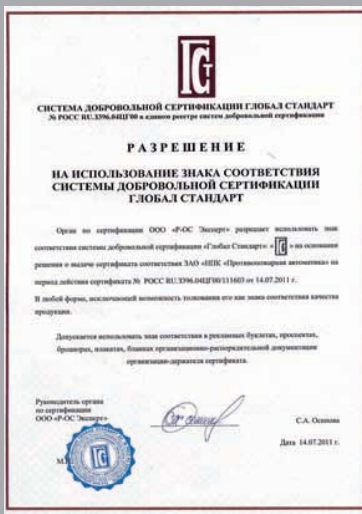 СИСТЕМА ДОБРОВОЛЬНОЙ СЕРТИФИКАЦИИ ГЛОБАЛ СТАНДАРТ
№ РОСС RU.3396.04ЦГ00 в едином реестре систем добровольной сертификации
РАЗРЕШЕНИЕ
НА ИСПОЛЬЗОВАНИЕ ЗНАКА СООТВЕТСТВИЯ
СИСТЕМЫ ДОБРОВОЛЬНОЙ СЕРТИФИКАЦИИ
ГЛОБАЛ СТАНДАРТ
Орган по сертификации ООО «Р-ОС Эксперт» разрешает использовать знак
соответствия системы добровольной сертификации «Глобал Стандарт»: « » на основании
решения о выдаче сертификата соответствия ЗАО «НПК «Противопожарная автоматика» на
период действия сертификата № РОСС RU.3396.04ЦГ00/111603 от 14.07.2011 г.
В любой форме, исключающей возможность толкования его как знака соответствия качества
продукции.
Допускается использовать знак соответствия в рекламных буклетах, проспектах,
брошюрах, плакатах, бланках организационно-распорядительной документации
организации-держателя сертификата.
Руководитель органа
по сертификации
ООО «Р-ОС Эксперт»
С.А. Осипова
Дата 14.07.2011 г.